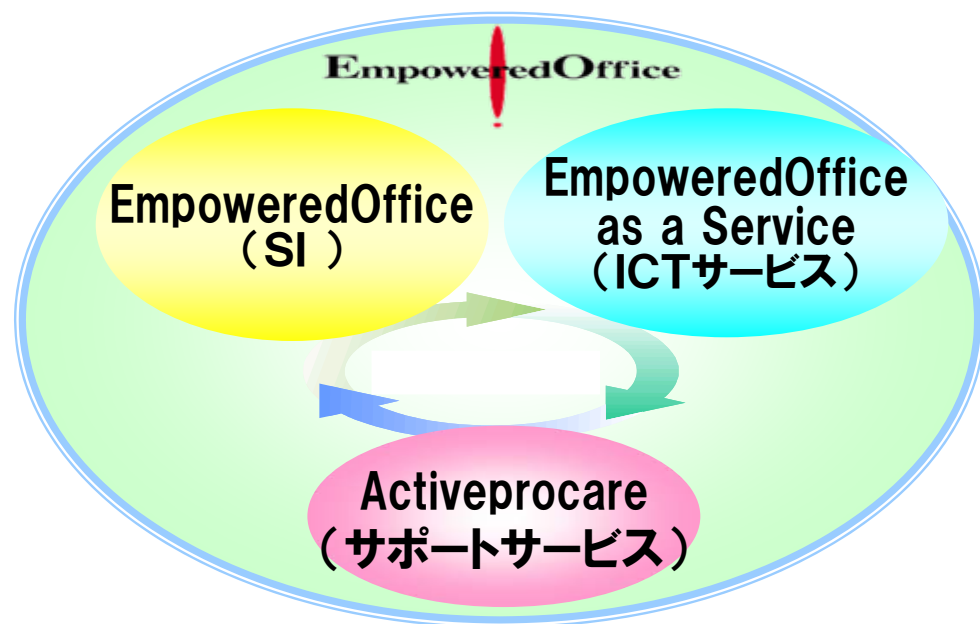 EmpoweredOffice
EmpoweredOffice
（SI ）
EmpoweredOffice
as a Service
（ICTサービス）
Activeprocare
（サポートサービス）